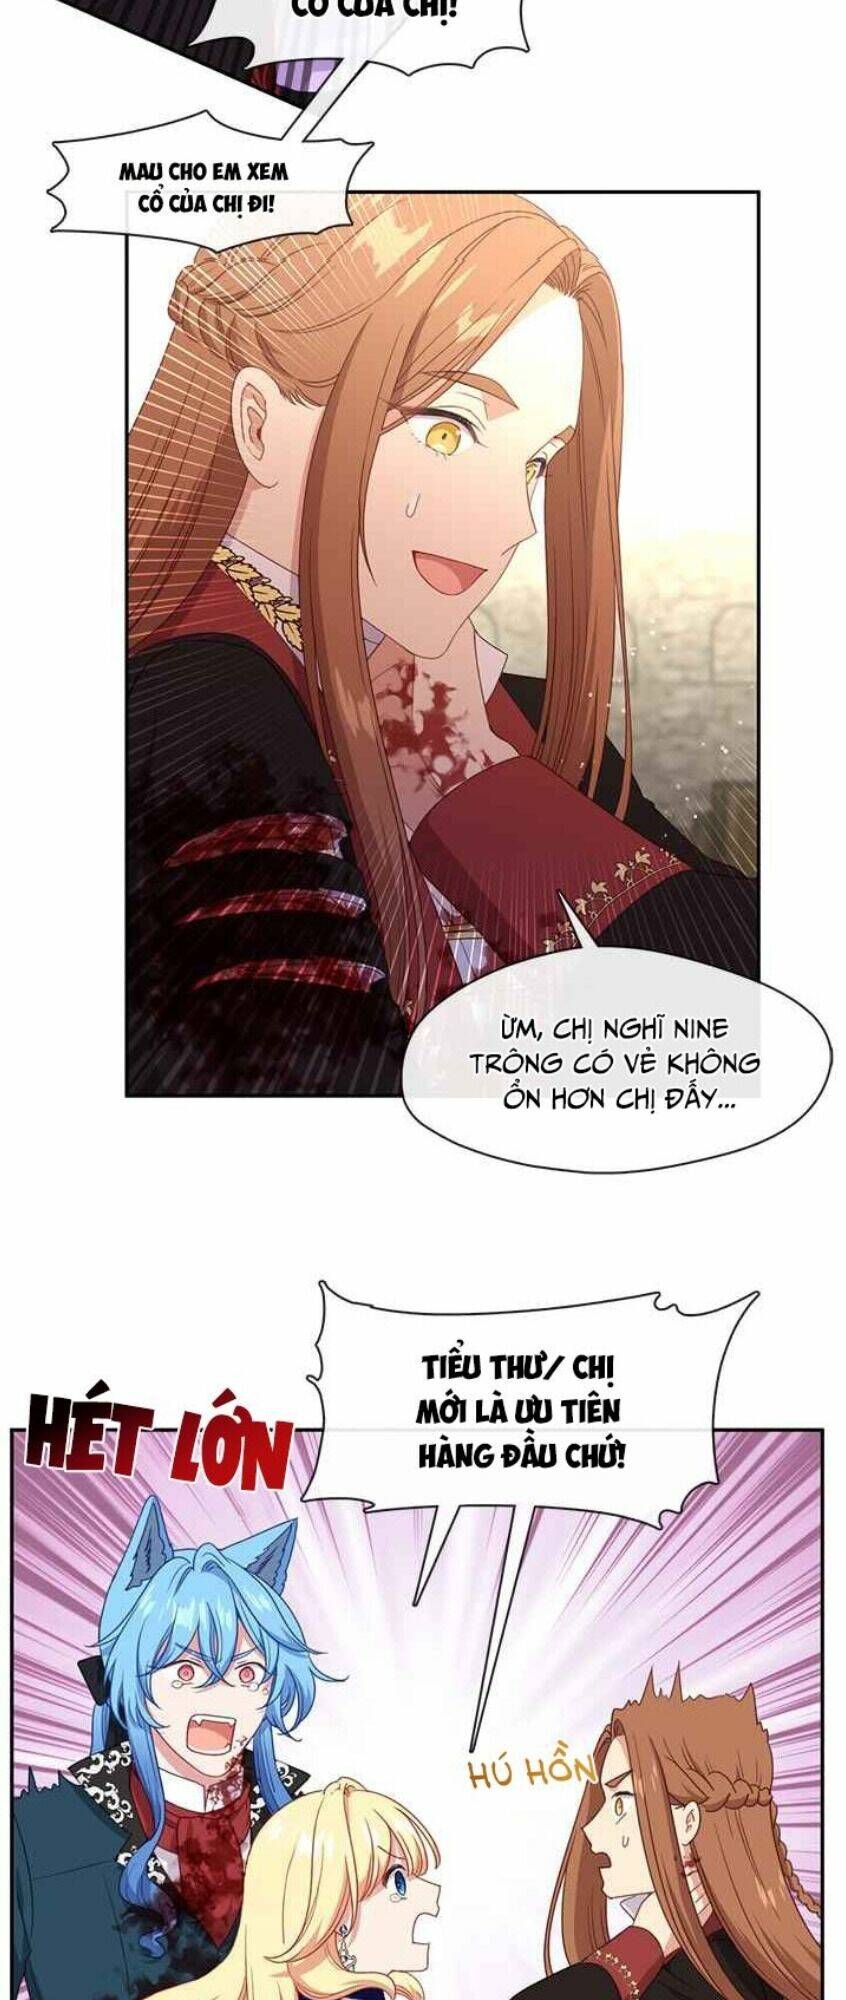 CỔ CỦA CHỊ!
MAU CHO EM XEM
CỔ CỦA CHỊ ĐI!
ỪM, CHỊ NGHĨ NINE
TRÔNG CÓ VẺ KHÔNG
ỔN HƠN CHỊ ĐẤY...
TIỂU THƯ/ CHỊ
MỚI LÀ ƯU TIÊN
HÀNG ĐẦU CHỨ!
HÉT LỚN
HÚ HỒN